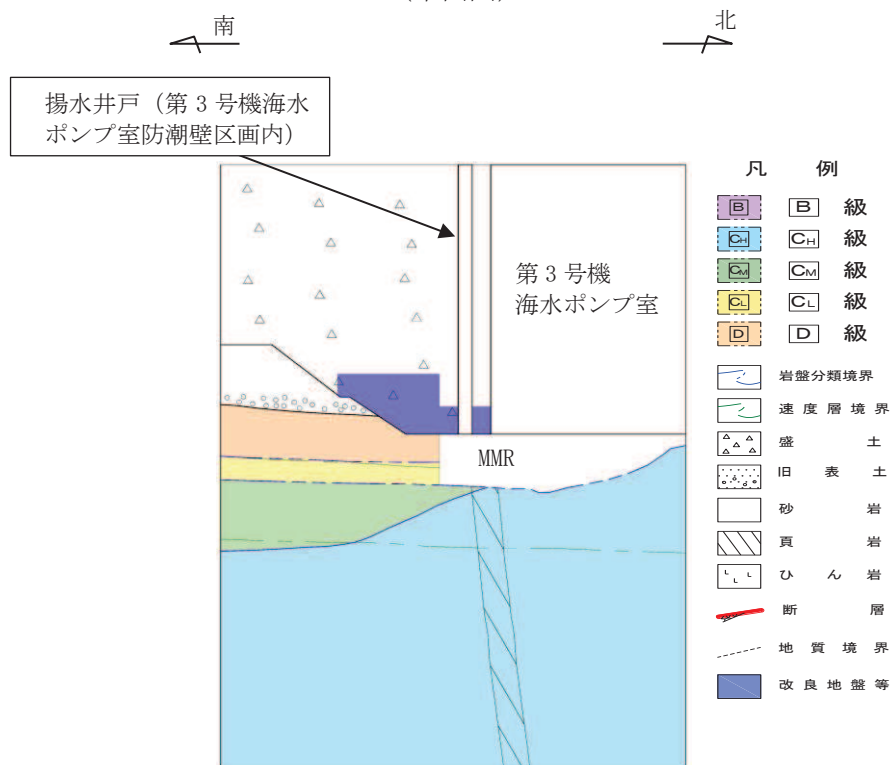 南
北
揚水井戸（第3号機海水
ポンプ室防潮壁区画内）
第3号機
海水ポンプ室
MMR
凡 例
B B 級
CH CH 級
CM CM 級
CL CL 級
D D 級
岩盤分類境界
速度層境界
盛 土
旧表土
砂 岩
頁 岩
ひん岩
断 層
地質境界
改良地盤等